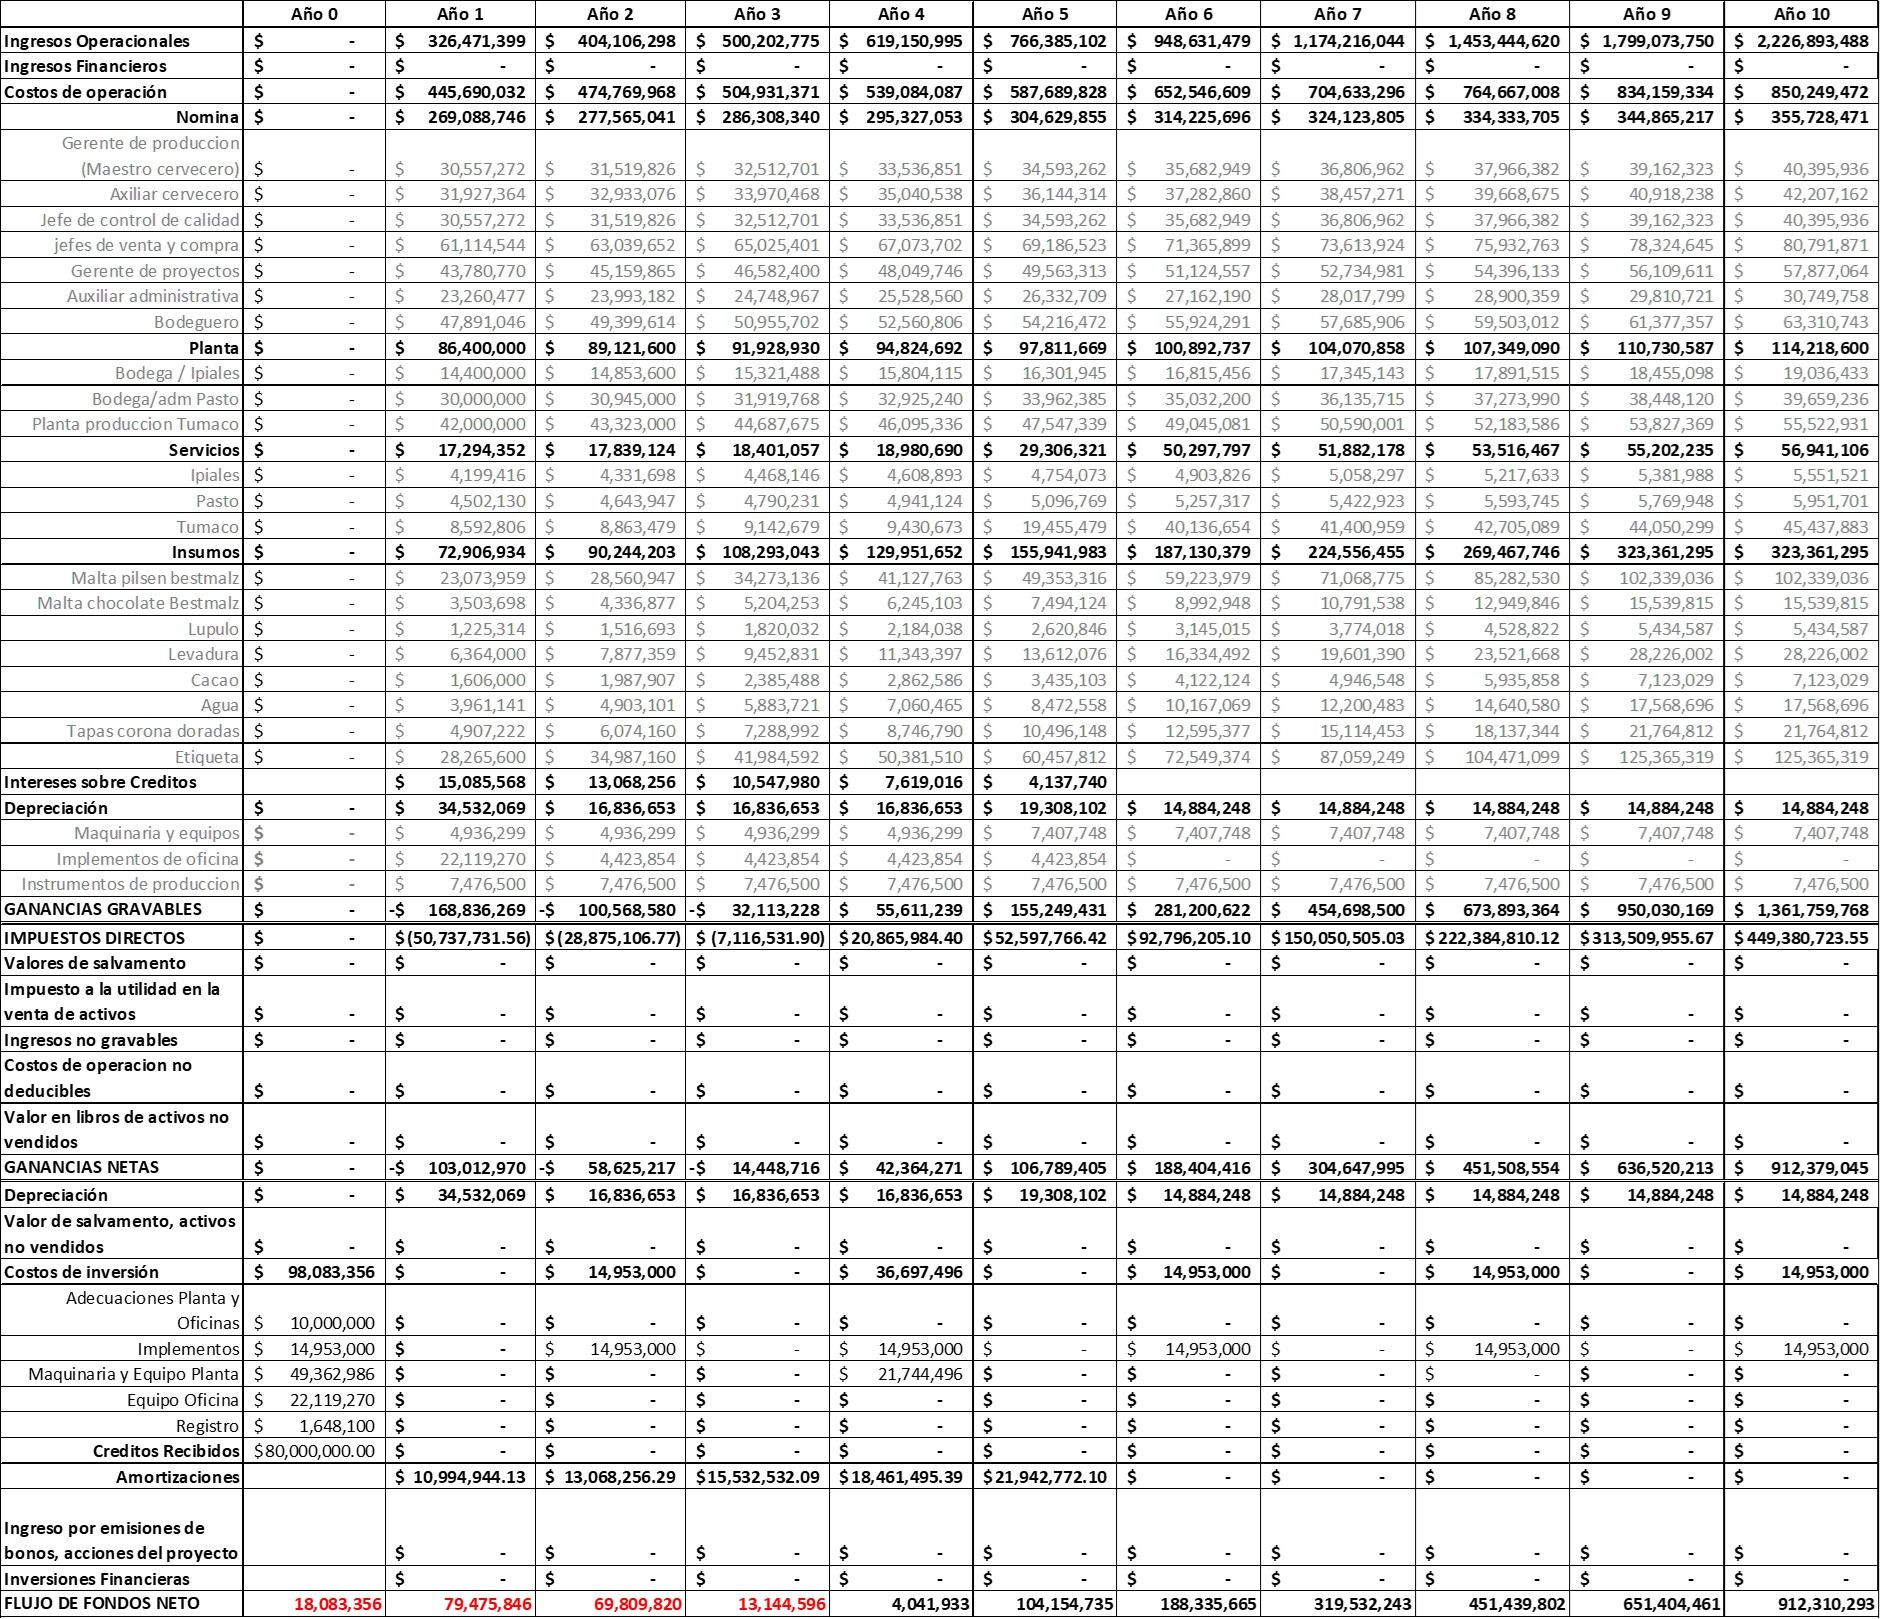 Año 0 Año 1 Año 2 Año 3 Año 4 Año 5 Año 6 Año 7 Año 8 Año 9 Año 10
Ingresos Operacionales $ - $ 326,471,399 $ 404,106,298 $ 500,202,775 $ 619,150,995 $ 766,385,102 $ 948,631,479 $ 1,174,216,044 $ 1,453,444,620 $ 1,799,073,750 $ 2,226,893,488
Ingresos Financieros $ - $ - $ - $ - $ - $ - $ - $ - $ - $ - $ -
Costos de operación $ - $ 445,690,032 $ 474,769,968 $ 504,931,371 $ 539,084,087 $ 587,689,828 $ 652,546,609 $ 704,633,296 $ 764,667,008 $ 834,159,334 $ 850,249,472
Nomina $ - $ 269,088,746 $ 277,565,041 $ 286,308,340 $ 295,327,053 $ 304,629,855 $ 314,225,696 $ 324,123,805 $ 334,333,705 $ 344,865,217 $ 355,728,471
Gerente de produccion
(Maestro cervecero) $ - $ 30,557,272 $ 31,519,826 $ 32,512,701 $ 33,536,851 $ 34,593,262 $ 35,682,949 $ 36,806,962 $ 37,966,382 $ 39,162,323 $ 40,395,936
Axiliar cervecero $ - $ 31,927,364 $ 32,933,076 $ 33,970,468 $ 35,040,538 $ 36,144,314 $ 37,282,860 $ 38,457,271 $ 39,668,675 $ 40,918,238 $ 42,207,162
Jefe de control de calidad $ - $ 30,557,272 $ 31,519,826 $ 32,512,701 $ 33,536,851 $ 34,593,262 $ 35,682,949 $ 36,806,962 $ 37,966,382 $ 39,162,323 $ 40,395,936
jefes de venta y compra $ - $ 61,114,544 $ 63,039,652 $ 65,025,401 $ 67,073,702 $ 69,186,523 $ 71,365,899 $ 73,613,924 $ 75,932,763 $ 78,324,645 $ 80,791,871
Gerente de proyectos $ - $ 43,780,770 $ 45,159,865 $ 46,582,400 $ 48,049,746 $ 49,563,313 $ 51,124,557 $ 52,734,981 $ 54,396,133 $ 56,109,611 $ 57,877,064
Auxiliar administrativa $ - $ 23,260,477 $ 23,993,182 $ 24,748,967 $ 25,528,560 $ 26,332,709 $ 27,162,190 $ 28,017,799 $ 28,900,359 $ 29,810,721 $ 30,749,758
Bodeguero $ - $ 47,891,046 $ 49,399,614 $ 50,955,702 $ 52,560,806 $ 54,216,472 $ 55,924,291 $ 57,685,906 $ 59,503,012 $ 61,377,357 $ 63,310,743
Planta $ - $ 86,400,000 $ 89,121,600 $ 91,928,930 $ 94,824,692 $ 97,811,669 $ 100,892,737 $ 104,070,858 $ 107,349,090 $ 110,730,587 $ 114,218,600
Bodega / Ipiales $ - $ 14,400,000 $ 14,853,600 $ 15,321,488 $ 15,804,115 $ 16,301,945 $ 16,815,456 $ 17,345,143 $ 17,891,515 $ 18,455,098 $ 19,036,433
Bodega/adm Pasto $ - $ 30,000,000 $ 30,945,000 $ 31,919,768 $ 32,925,240 $ 33,962,385 $ 35,032,200 $ 36,135,715 $ 37,273,990 $ 38,448,120 $ 39,659,236
Planta produccion Tumaco $ - $ 42,000,000 $ 43,323,000 $ 44,687,675 $ 46,095,336 $ 47,547,339 $ 49,045,081 $ 50,590,001 $ 52,183,586 $ 53,827,369 $ 55,522,931
Servicios $ - $ 17,294,352 $ 17,839,124 $ 18,401,057 $ 18,980,690 $ 29,306,321 $ 50,297,797 $ 51,882,178 $ 53,516,467 $ 55,202,235 $ 56,941,106
Ipiales $ - $ 4,199,416 $ 4,331,698 $ 4,468,146 $ 4,608,893 $ 4,754,073 $ 4,903,826 $ 5,058,297 $ 5,217,633 $ 5,381,988 $ 5,551,521
Pasto $ - $ 4,502,130 $ 4,643,947 $ 4,790,231 $ 4,941,124 $ 5,096,769 $ 5,257,317 $ 5,422,923 $ 5,593,745 $ 5,769,948 $ 5,951,701
Tumaco $ - $ 8,592,806 $ 8,863,479 $ 9,142,679 $ 9,430,673 $ 19,455,479 $ 40,136,654 $ 41,400,959 $ 42,705,089 $ 44,050,299 $ 45,437,883
Insumos $ - $ 72,906,934 $ 90,244,203 $ 108,293,043 $ 129,951,652 $ 155,941,983 $ 187,130,379 $ 224,556,455 $ 269,467,746 $ 323,361,295 $ 323,361,295
Malta pilsen bestmalz $ - $ 23,073,959 $ 28,560,947 $ 34,273,136 $ 41,127,763 $ 49,353,316 $ 59,223,979 $ 71,068,775 $ 85,282,530 $ 102,339,036 $ 102,339,036
Malta chocolate Bestmalz $ - $ 3,503,698 $ 4,336,877 $ 5,204,253 $ 6,245,103 $ 7,494,124 $ 8,992,948 $ 10,791,538 $ 12,949,846 $ 15,539,815 $ 15,539,815
Lupulo $ - $ 1,225,314 $ 1,516,693 $ 1,820,032 $ 2,184,038 $ 2,620,846 $ 3,145,015 $ 3,774,018 $ 4,528,822 $ 5,434,587 $ 5,434,587
Levadura $ - $ 6,364,000 $ 7,877,359 $ 9,452,831 $ 11,343,397 $ 13,612,076 $ 16,334,492 $ 19,601,390 $ 23,521,668 $ 28,226,002 $ 28,226,002
Cacao $ - $ 1,606,000 $ 1,987,907 $ 2,385,488 $ 2,862,586 $ 3,435,103 $ 4,122,124 $ 4,946,548 $ 5,935,858 $ 7,123,029 $ 7,123,029
Agua $ - $ 3,961,141 $ 4,903,101 $ 5,883,721 $ 7,060,465 $ 8,472,558 $ 10,167,069 $ 12,200,483 $ 14,640,580 $ 17,568,696 $ 17,568,696
Tapas corona doradas $ - $ 4,907,222 $ 6,074,160 $ 7,288,992 $ 8,746,790 $ 10,496,148 $ 12,595,377 $ 15,114,453 $ 18,137,344 $ 21,764,812 $ 21,764,812
Etiqueta $ - $ 28,265,600 $ 34,987,160 $ 41,984,592 $ 50,381,510 $ 60,457,812 $ 72,549,374 $ 87,059,249 $ 104,471,099 $ 125,365,319 $ 125,365,319
Intereses sobre Creditos $ 15,085,568 $ 13,068,256 $ 10,547,980 $ 7,619,016 $ 4,137,740
Depreciación $ - $ 34,532,069 $ 16,836,653 $ 16,836,653 $ 16,836,653 $ 19,308,102 $ 14,884,248 $ 14,884,248 $ 14,884,248 $ 14,884,248 $ 14,884,248
Maquinaria y equipos $ - $ 4,936,299 $ 4,936,299 $ 4,936,299 $ 4,936,299 $ 7,407,748 $ 7,407,748 $ 7,407,748 $ 7,407,748 $ 7,407,748 $ 7,407,748
Implementos de oficina $ - $ 22,119,270 $ 4,423,854 $ 4,423,854 $ 4,423,854 $ 4,423,854 $ - $ - $ - $ - $ -
Instrumentos de produccion $ - $ 7,476,500 $ 7,476,500 $ 7,476,500 $ 7,476,500 $ 7,476,500 $ 7,476,500 $ 7,476,500 $ 7,476,500 $ 7,476,500 $ 7,476,500
GANANCIAS GRAVABLES $ - -$ 168,836,269 -$ 100,568,580 -$ 32,113,228 $ 55,611,239 $ 155,249,431 $ 281,200,622 $ 454,698,500 $ 673,893,364 $ 950,030,169 $ 1,361,759,768
IMPUESTOS DIRECTOS $ - $(50,737,731.56) $(28,875,106.77) $ (7,116,531.90) $20,865,984.40 $52,597,766.42 $92,796,205.10 $150,050,505.03 $222,384,810.12 $313,509,955.67 $449,380,723.55
Valores de salvamento $ - $ - $ - $ - $ - $ - $ - $ - $ - $ - $ -
Impuesto a la utilidad en la
venta de activos $ - $ - $ - $ - $ - $ - $ - $ - $ - $ - $ -
Ingresos no gravables $ - $ - $ - $ - $ - $ - $ - $ - $ - $ - $ -
Costos de operacion no
deducibles $ - $ - $ - $ - $ - $ - $ - $ - $ - $ - $ -
Valor en libros de activos no
vendidos $ - $ - $ - $ - $ - $ - $ - $ - $ - $ - $ -
GANANCIAS NETAS $ - -$ 103,012,970 -$ 58,625,217 -$ 14,448,716 $ 42,364,271 $ 106,789,405 $ 188,404,416 $ 304,647,995 $ 451,508,554 $ 636,520,213 $ 912,379,045
Depreciación $ - $ 34,532,069 $ 16,836,653 $ 16,836,653 $ 16,836,653 $ 19,308,102 $ 14,884,248 $ 14,884,248 $ 14,884,248 $ 14,884,248 $ 14,884,248
Valor de salvamento, activos
no vendidos $ - $ - $ - $ - $ - $ - $ - $ - $ - $ - $ -
Costos de inversión $ 98,083,356 $ - $ 14,953,000 $ - $ 36,697,496 $ - $ 14,953,000 $ - $ 14,953,000 $ - $ 14,953,000
Adecuaciones Planta y
Oficinas $ 10,000,000 $ - $ - $ - $ - $ - $ - $ - $ - $ - $ -
Implementos $ 14,953,000 $ - $ 14,953,000 $ - $ 14,953,000 $ - $ 14,953,000 $ - $ 14,953,000 $ - $ 14,953,000
Maquinaria y Equipo Planta $ 49,362,986 $ - $ - $ - $ 21,744,496 $ - $ - $ - $ - $ - $ -
Equipo Oficina $ 22,119,270 $ - $ - $ - $ - $ - $ - $ - $ - $ - $ -
Registro $ 1,648,100 $ - $ - $ - $ - $ - $ - $ - $ - $ - $ -
Creditos Recibidos $80,000,000.00 $ - $ - $ - $ - $ - $ - $ - $ - $ - $ -
Amortizaciones $ 10,994,944.13 $ 13,068,256.29 $15,532,532.09 $18,461,495.39 $21,942,772.10 $ - $ - $ - $ - $ -
Ingreso por emisiones de
bonos, acciones del proyecto $ - $ - $ - $ - $ - $ - $ - $ - $ - $ -
Inversiones Financieras $ - $ - $ - $ - $ - $ - $ - $ - $ - $ -
FLUJO DE FONDOS NETO 18,083,356 79,475,846 69,809,820 13,144,596 4,041,933 104,154,735 188,335,665 319,532,243 451,439,802 651,404,461 912,310,293